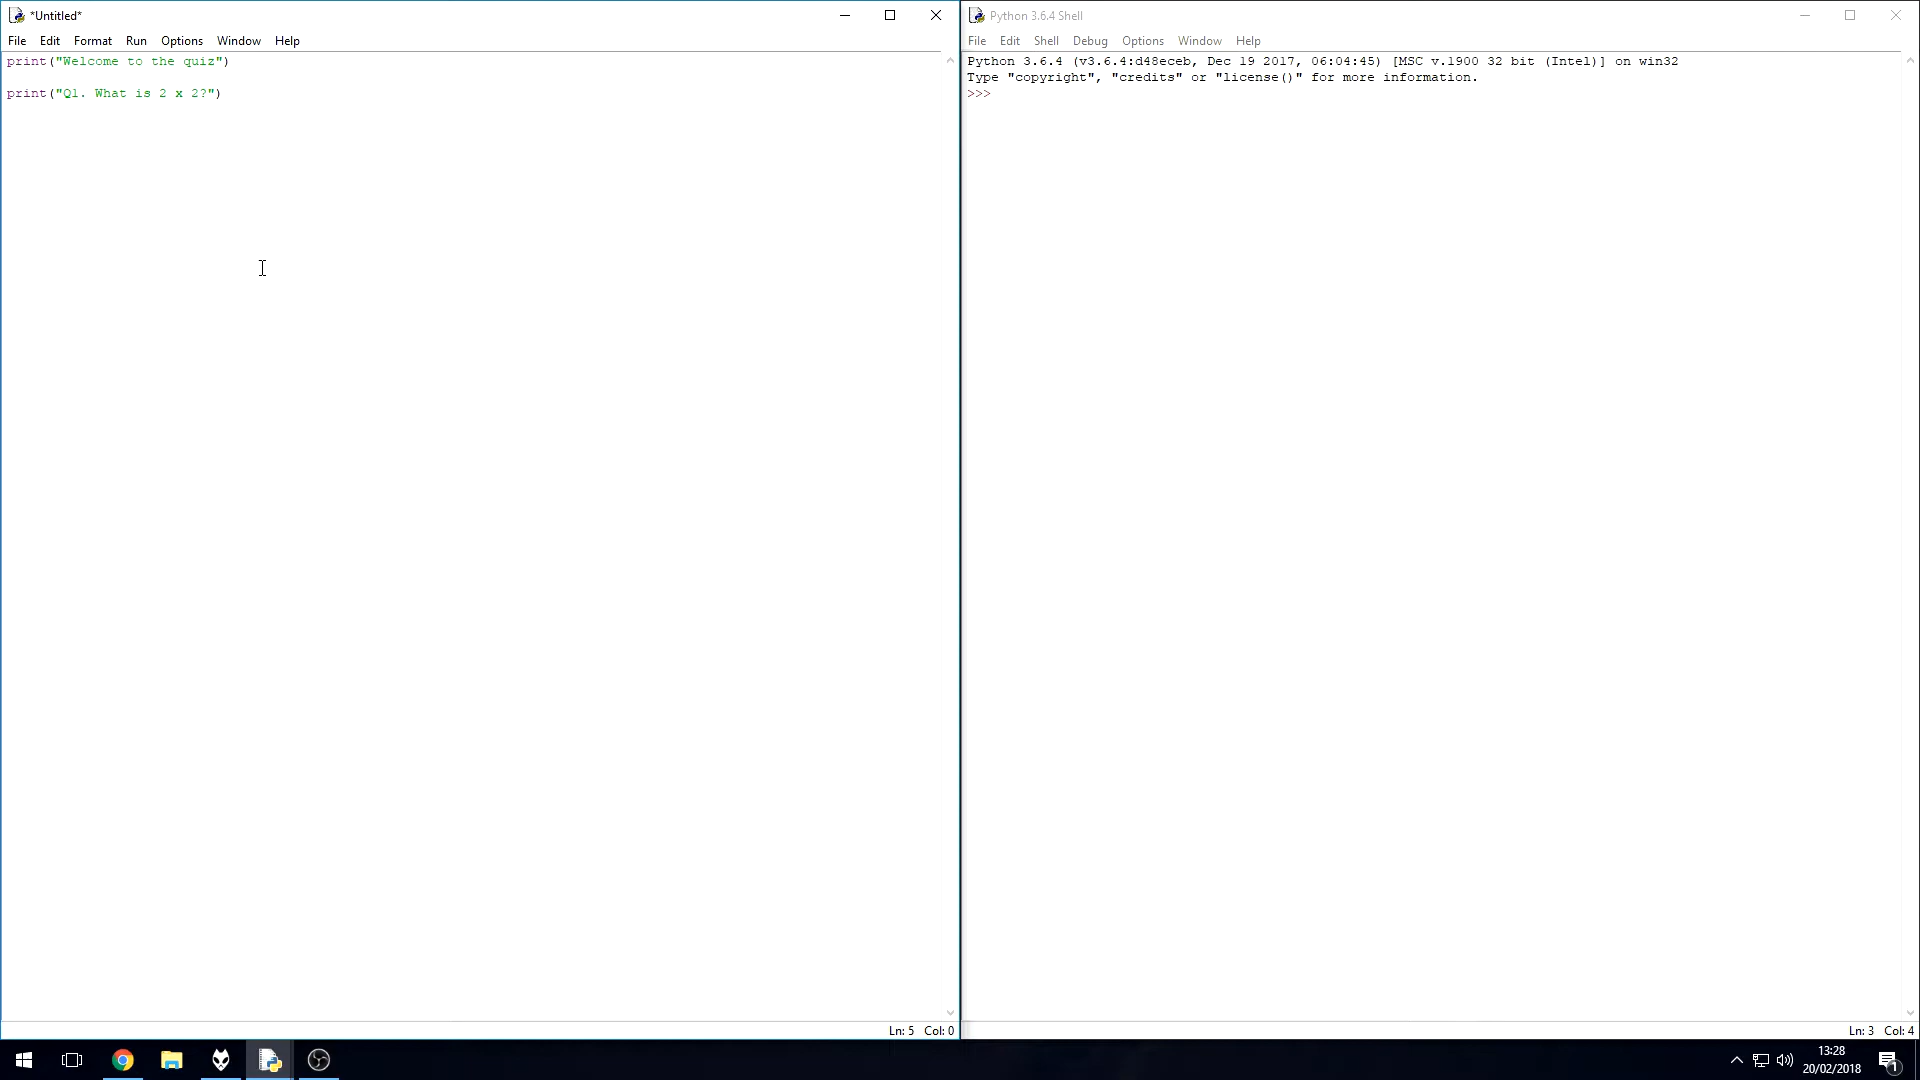 *Untitled*
File Edit Format Run Options Window Help
print("Welcome to the quiz")
print("Q1. What is 2 x 2?")
Ln: 5 Col: 0
Python 3.6.4 Shell
File Edit Shell Debug Options Window Help
Python 3.6.4 (v3.6.4:d48eceb, Dec 19 2017, 06:04:45) [MSC v.1900 32 bit (Intel)] on win32
Type "copyright", "credits" or "license()" for more information.
>>>
Ln: 3 Col: 4
13:28
20/02/2018
1